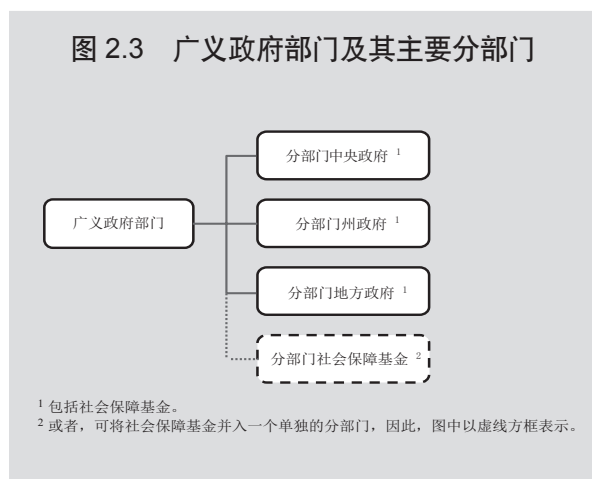 图 2.3 广义政府部门及其主要分部门
分部门中央政府 1
广义政府部门
分部门州政府 1
分部门地方政府 1
分部门社会保障基金 2
1 包括社会保障基金。
2 或者，可将社会保障基金并入一个单独的分部门，因此，图中以虚线方框表示。